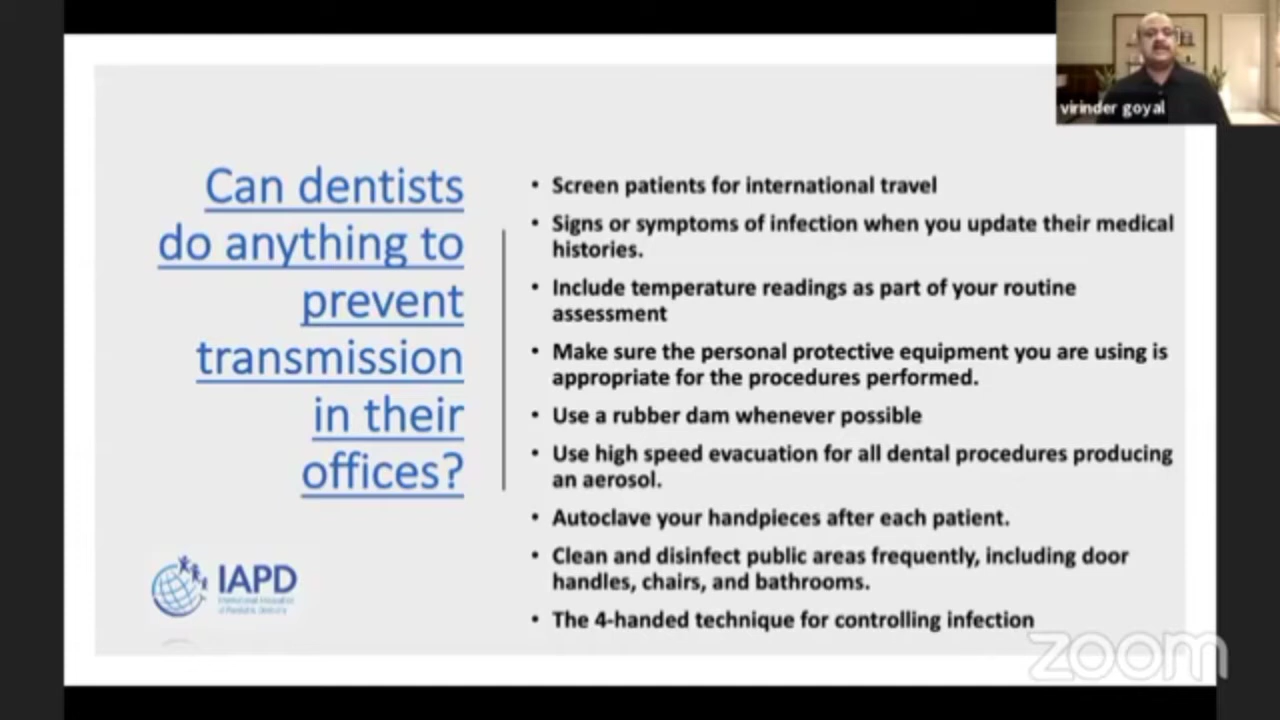 virinder goyal
Can dentists
do anything to
prevent
transmission
in their
offices?
• Screen patients for international travel
• Signs or symptoms of infection when you update their medical
histories.
• Include temperature readings as part of your routine
assessment
• Make sure the personal protective equipment you are using is
appropriate for the procedures performed.
• Use a rubber dam whenever possible
• Use high speed evacuation for all dental procedures producing
an aerosol.
• Autoclave your handpieces after each patient.
• Clean and disinfect public areas frequently, including door
handles, chairs, and bathrooms.
• The 4-handed technique for controlling infection
IAPD
International Association
of Paediatric Dentistry
zoom